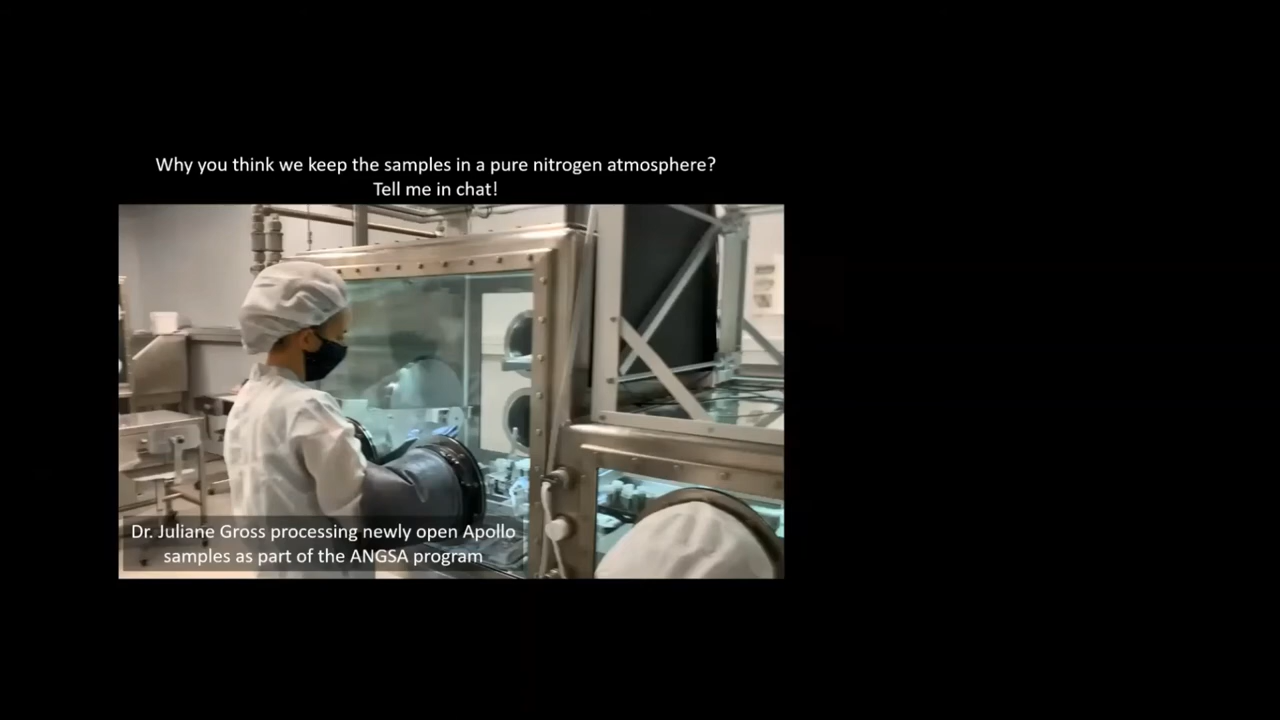 Why you think we keep the samples in a pure nitrogen atmosphere?
Tell me in chat!
Dr. Juliane Gross processing newly open Apollo
samples as part of the ANGSA program